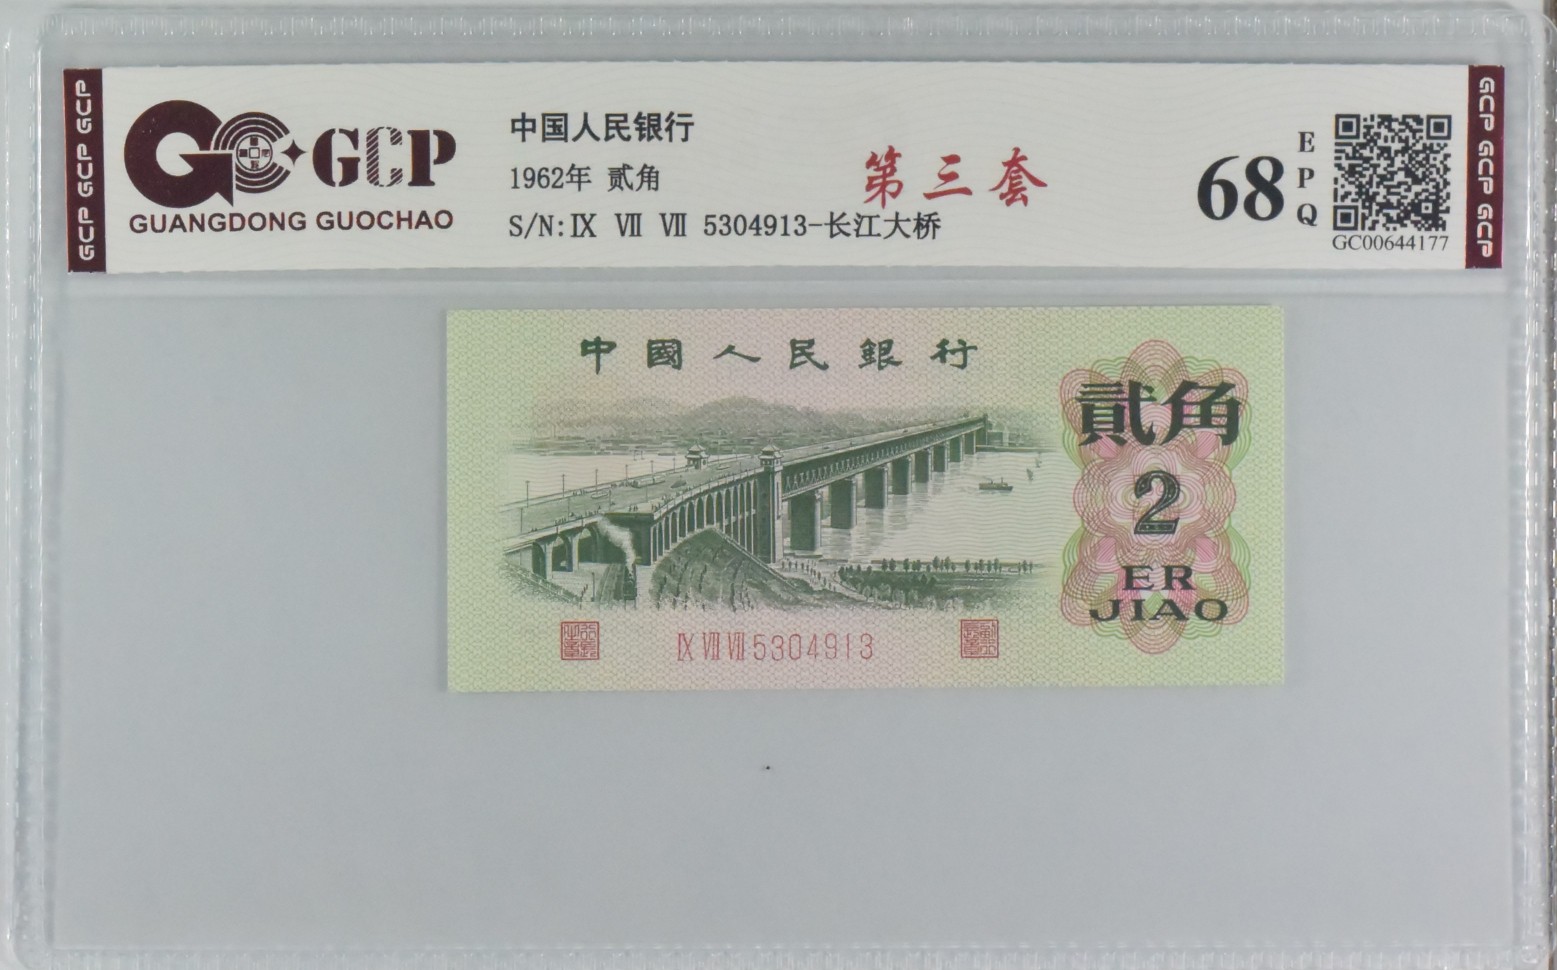 GCP GCP GCP
GCP
GUANGDONG GUOCHAO
中国人民银行
1962年 贰角
S/N:Ⅸ Ⅶ Ⅶ 5304913-长江大桥
第三套
68
EPQ
GC00644177
GCP GCP GCP
中國人民銀行
貳角
2
ER
JIAO
Ⅸ Ⅶ Ⅶ 5304913